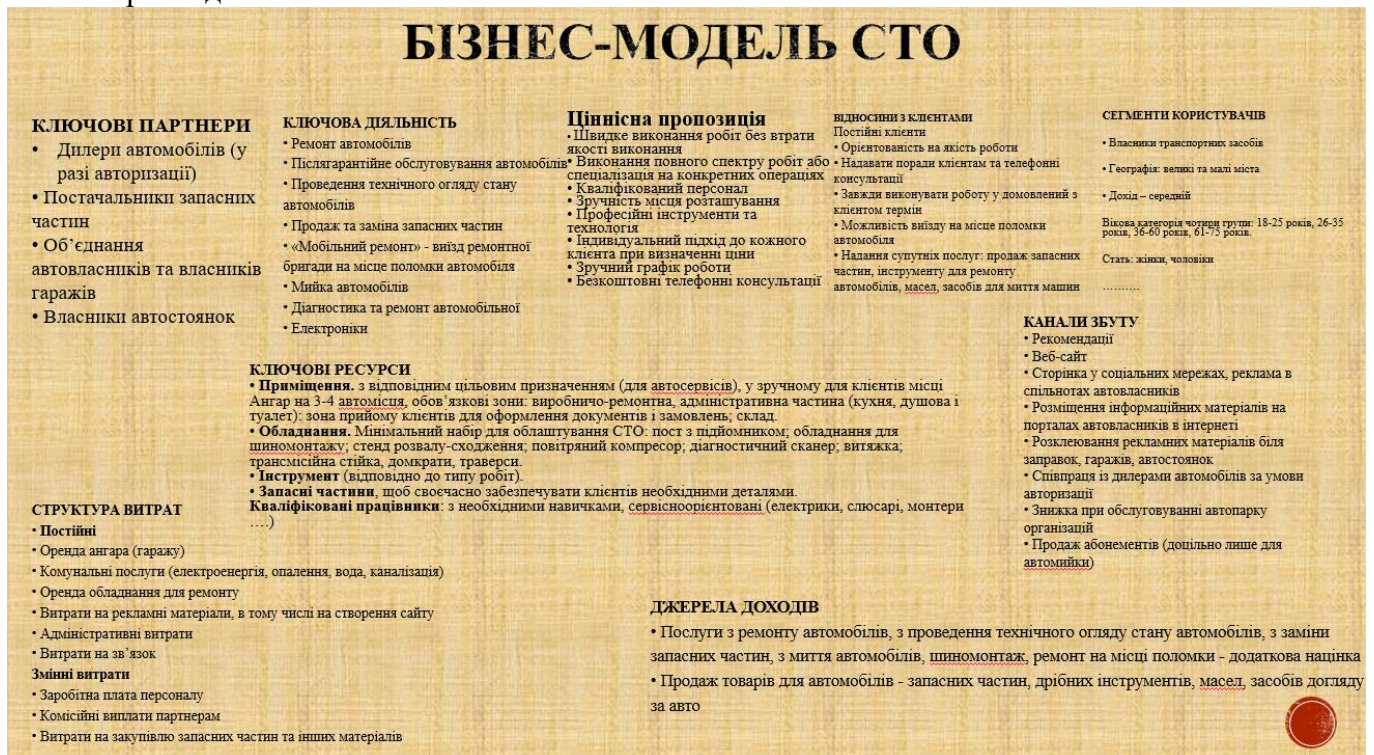 БІЗНЕС-МОДЕЛЬ СТО
КЛЮЧОВІ ПАРТНЕРИ
• Дилери автомобілів (у
разі авторизації)
• Постачальники запасних
частин
• Об’єднання
автовласників та власників
гаражів
• Власники автостоянок
КЛЮЧОВА ДІЯЛЬНІСТЬ
• Ремонт автомобілів
• Післягарантійне обслуговування автомобілів
• Проведення технічного огляду стану
автомобілів
• Продаж та заміна запасних частин
• «Мобільний ремонт» - виїзд ремонтної
бригади на місце поломки автомобіля
• Мийка автомобілів
• Діагностика та ремонт автомобільної
• Електроніки
Ціннісна пропозиція
• Швидке виконання робіт без втрати
якості виконання
• Виконання повного спектру робіт або
спеціалізація на конкретних операціях
• Кваліфікований персонал
• Зручність місця розташування
• Професійні інструменти та
технологія
• Індивідуальний підхід до кожного
клієнта при визначенні ціни
• Зручний графік роботи
• Безкоштовні телефонні консультації
ВІДНОСИНИ З КЛІЄНТАМИ
Постійні клієнти
• Орієнтованість на якість роботи
• Надавати поради клієнтам та телефонні
консультації
• Завжди виконувати роботу у домовлений з
клієнтом термін
• Можливість виїзду на місце поломки
автомобіля
• Надання супутніх послуг: продаж запасних
частин, інструменту для ремонту
автомобілів, масел, засобів для миття машин
СЕГМЕНТИ КОРИСТУВАЧІВ
• Власники транспортних засобів
• Географія: великі та малі міста
• Дохід – середній
Вікова категорія чотири групи: 18-25 років, 26-35
років, 36-60 років, 61-75 років.
Стать: жінки, чоловіки
……….
КАНАЛИ ЗБУТУ
• Рекомендації
• Веб-сайт
• Сторінка у соціальних мережах, реклама в
спільнотах автовласників
• Розміщення інформаційних матеріалів на
порталах автовласників в інтернеті
• Розклеювання рекламних матеріалів біля
заправок, гаражів, автостоянок
• Співпраця із дилерами автомобілів за умови
авторизації
• Знижка при обслуговуванні автопарку
організацій
• Продаж абонементів (доцільно лише для
автомийки)
КЛЮЧОВІ РЕСУРСИ
• Приміщення. з відповідним цільовим призначенням (для автосервісів), у зручному для клієнтів місці
Ангар на 3-4 автомісця, обов’язкові зони: виробничо-ремонтна, адміністративна частина (кухня, душова і
туалет): зона прийому клієнтів для оформлення документів і замовлень; склад.
• Обладнання. Мінімальний набір для облаштування СТО: пост з підйомником; обладнання для
шиномонтажу; стенд розвалу-сходження; повітряний компресор; діагностичний сканер; витяжка;
трансмісійна стійка, домкрати, траверси.
• Інструмент (відповідно до типу робіт).
• Запасні частини, щоб своєчасно забезпечувати клієнтів необхідними деталями.
Кваліфіковані працівники: з необхідними навичками, сервісноорієнтовані (електрики, слюсарі, монтери
….)
СТРУКТУРА ВИТРАТ
• Постійні
• Оренда ангара (гаражу)
• Комунальні послуги (електроенергія, опалення, вода, каналізація)
• Оренда обладнання для ремонту
• Витрати на рекламні матеріали, в тому числі на створення сайту
• Адміністративні витрати
• Витрати на зв’язок
Змінні витрати
• Заробітна плата персоналу
• Комісійні виплати партнерам
• Витрати на закупівлю запасних частин та інших матеріалів
ДЖЕРЕЛА ДОХОДІВ
• Послуги з ремонту автомобілів, з проведення технічного огляду стану автомобілів, з заміни
запасних частин, з миття автомобілів, шиномонтаж, ремонт на місці поломки - додаткова націнка
• Продаж товарів для автомобілів - запасних частин, дрібних інструментів, масел, засобів догляду
за авто